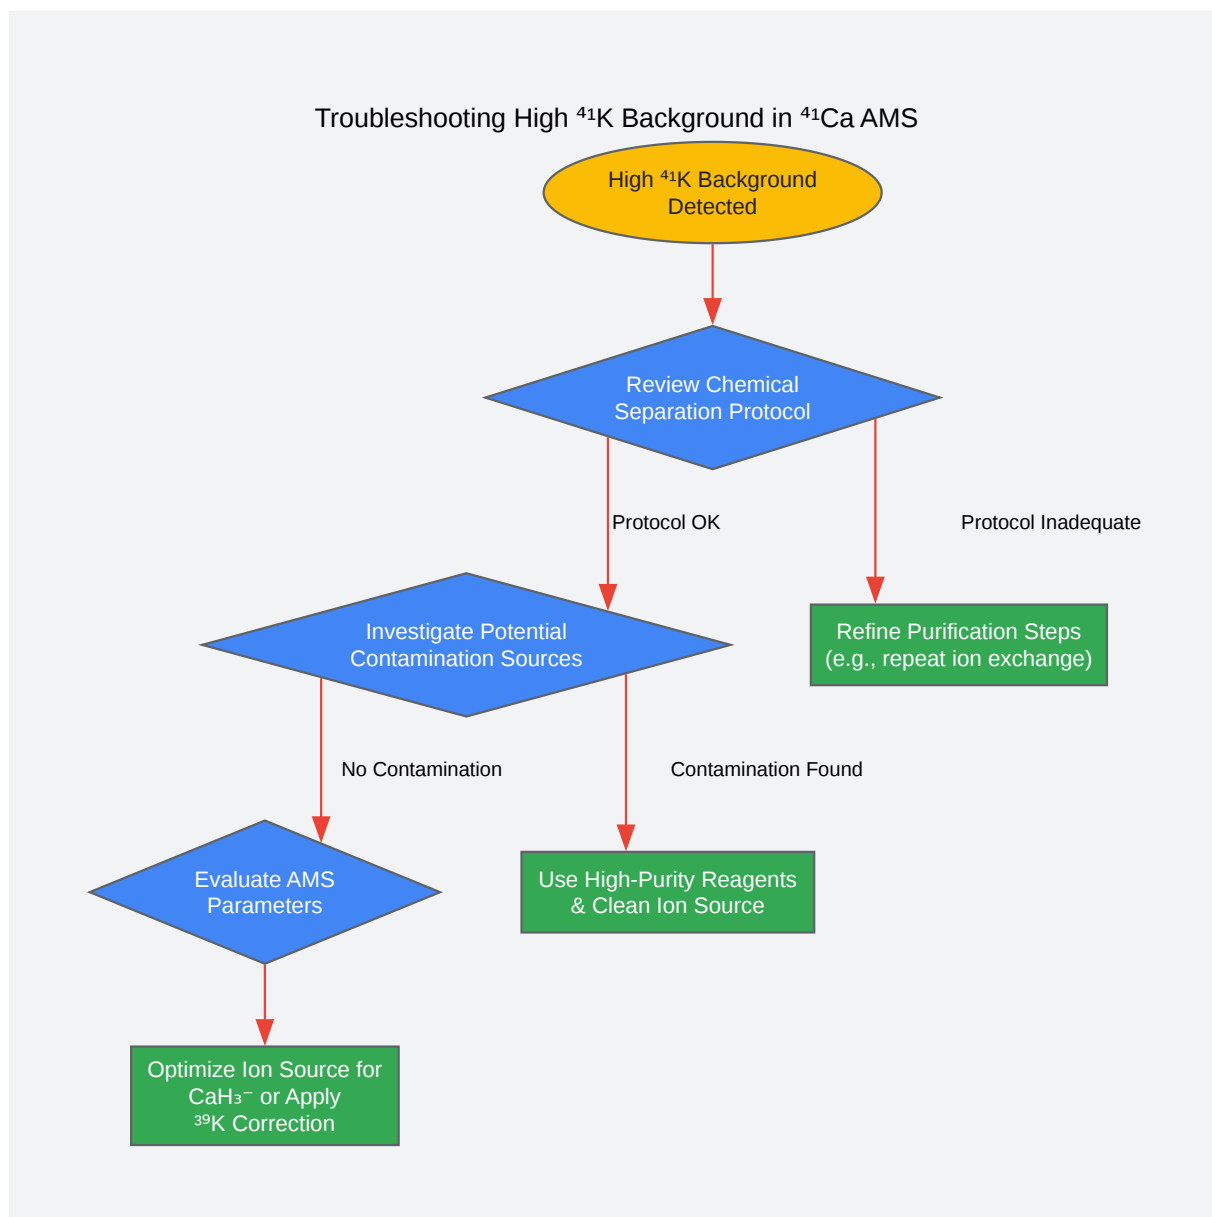 Troubleshooting High ⁴¹K Background in ⁴¹Ca AMS
High ⁴¹K Background
Detected
Review Chemical
Separation Protocol
Protocol OK
Protocol Inadequate
Investigate Potential
Contamination Sources
Refine Purification Steps
(e.g., repeat ion exchange)
No Contamination
Contamination Found
Evaluate AMS
Parameters
Use High-Purity Reagents
& Clean Ion Source
Optimize Ion Source for
CaH₃⁻ or Apply
³⁹K Correction